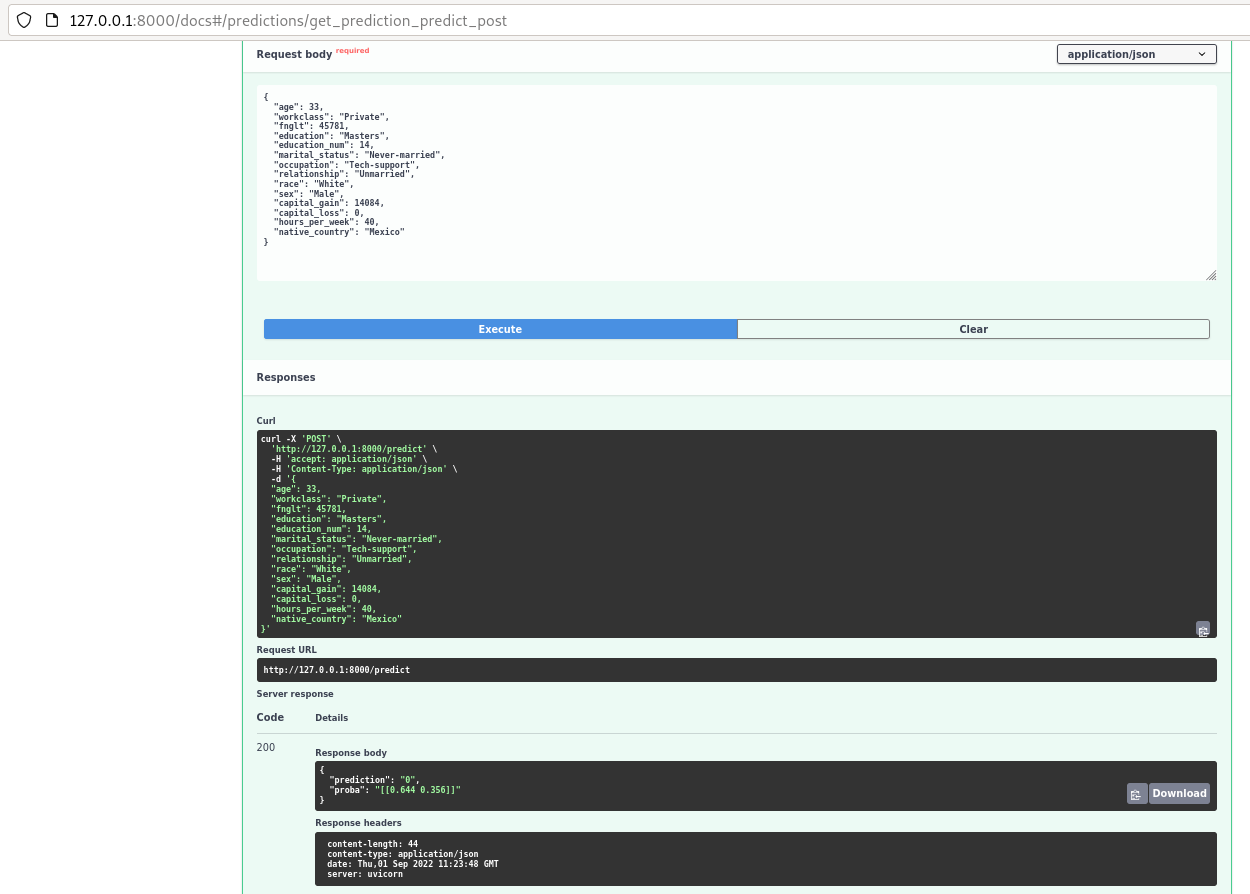 127.0.0.1:8000/docs#/predictions/get_prediction_predict_post
Request body required
application/json
{
  "age": 33,
  "workclass": "Private",
  "fnglt": 45781,
  "education": "Masters",
  "education_num": 14,
  "marital_status": "Never-married",
  "occupation": "Tech-support",
  "relationship": "Unmarried",
  "race": "White",
  "sex": "Male",
  "capital_gain": 14084,
  "capital_loss": 0,
  "hours_per_week": 40,
  "native_country": "Mexico"
}
Execute
Clear
Responses
Curl
curl -X 'POST' \
  'http://127.0.0.1:8000/predict' \
  -H 'accept: application/json' \
  -H 'Content-Type: application/json' \
  -d '{
  "age": 33,
  "workclass": "Private",
  "fnglt": 45781,
  "education": "Masters",
  "education_num": 14,
  "marital_status": "Never-married",
  "occupation": "Tech-support",
  "relationship": "Unmarried",
  "race": "White",
  "sex": "Male",
  "capital_gain": 14084,
  "capital_loss": 0,
  "hours_per_week": 40,
  "native_country": "Mexico"
}'
Request URL
http://127.0.0.1:8000/predict
Server response
Code
Details
200
Response body
{
  "prediction": "0",
  "proba": "[[0.644 0.356]]"
}
Download
Response headers
content-length: 44
content-type: application/json
date: Thu,01 Sep 2022 11:23:48 GMT
server: uvicorn